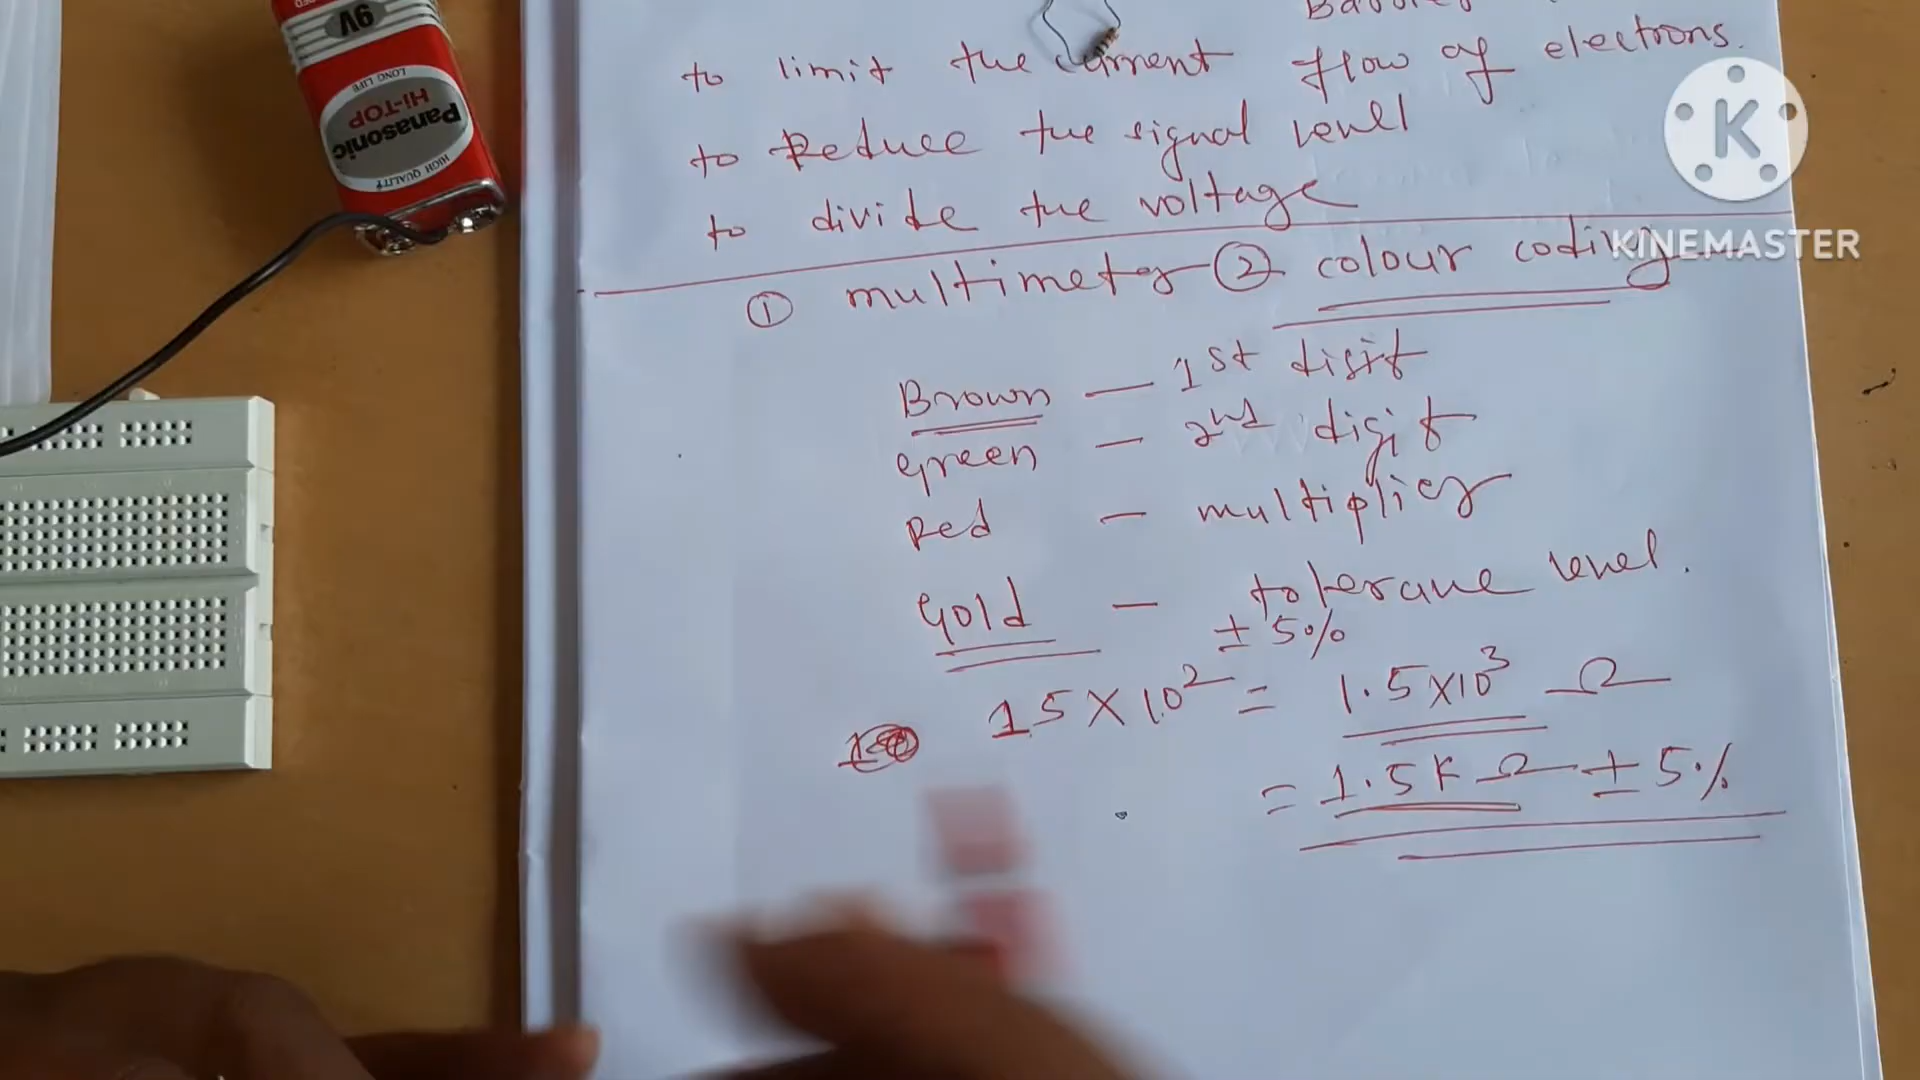 9V
LONG LIFE
Hi-TOP
Panasonic
HIGH QUALITY
to limit the current flow of electrons.
to Reduce the signal level
to divide the voltage
① multimeter ② colour coding
K
KINEMASTER
Brown — 1st digit
green — 2nd digit
Red — multiplier
Gold — tolerance level.
± 5%
15 X 10² = 1.5 X 10³ Ω
= 1.5 K Ω ± 5%